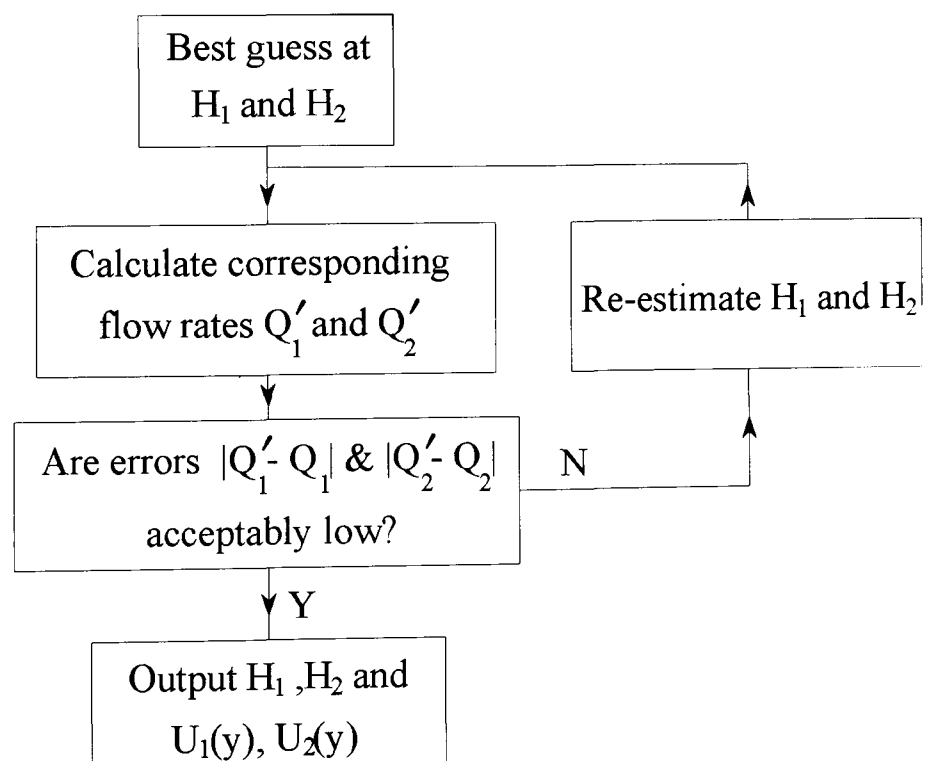 Best guess at
H₁ and H₂
Calculate corresponding
flow rates Q₁′ and Q₂′
Re-estimate H₁ and H₂
Are errors |Q₁′- Q₁| & |Q₂′- Q₂|
acceptably low?
N
Y
Output H₁ ,H₂ and
U₁(y), U₂(y)